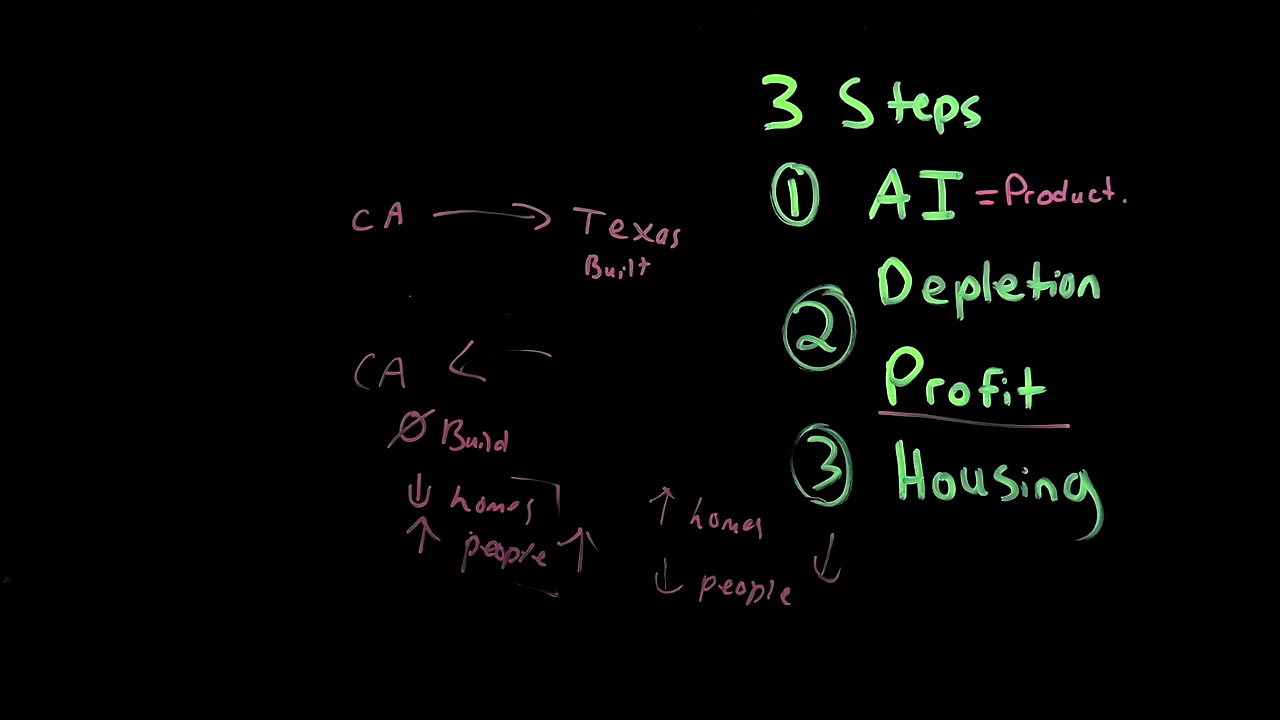 3 Steps
① AI = Product.
CA → Texas
Built
② Depletion
Profit
CA ←
Ø Build
③ Housing
↓ homes
↑ people ↑
↑ homes
↓ people ↓